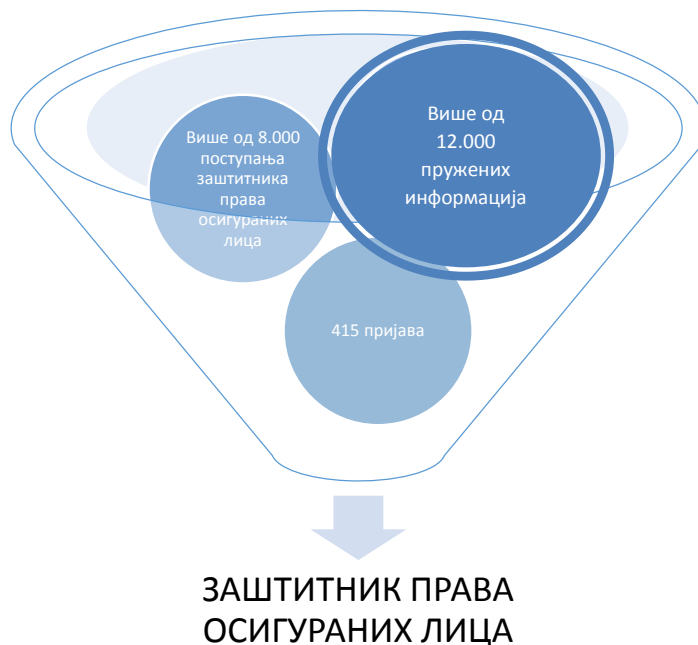 Више од 8.000
поступања
заштитника
права
осигураних
лица
Више од
12.000
пружених
информација
415 пријава
ЗАШТИТНИК ПРАВА
ОСИГУРАНИХ ЛИЦА